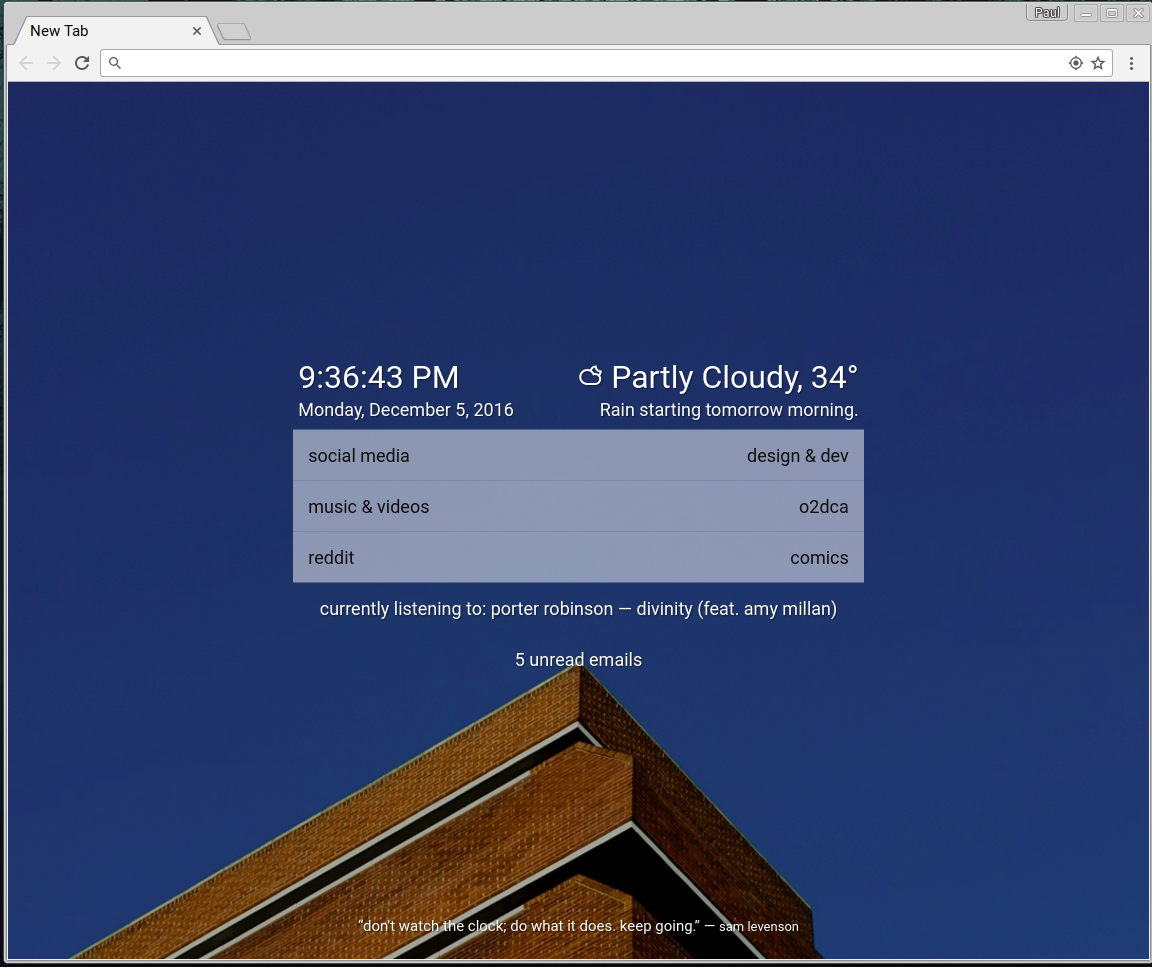 Paul
New Tab
9:36:43 PM
Partly Cloudy, 34°
Monday, December 5, 2016
Rain starting tomorrow morning.
social media
design & dev
music & videos
o2dca
reddit
comics
currently listening to: porter robinson — divinity (feat. amy millan)
5 unread emails
“don't watch the clock; do what it does. keep going.” — sam levenson